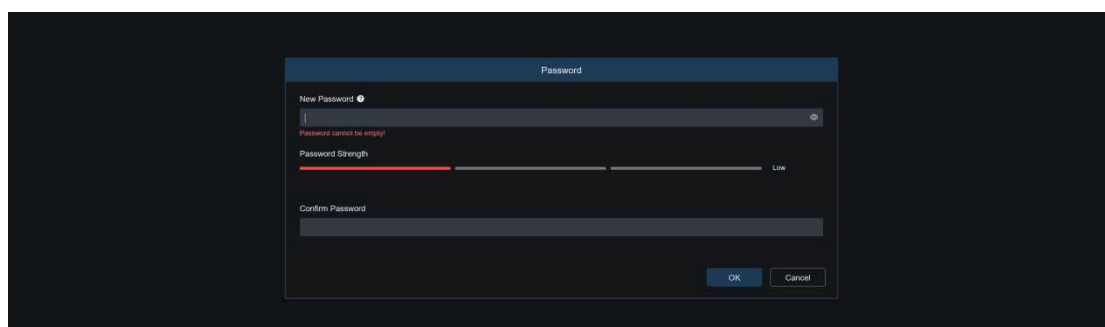 Password
New Password
Password cannot be empty!
Password Strength
Low
Confirm Password
OK
Cancel